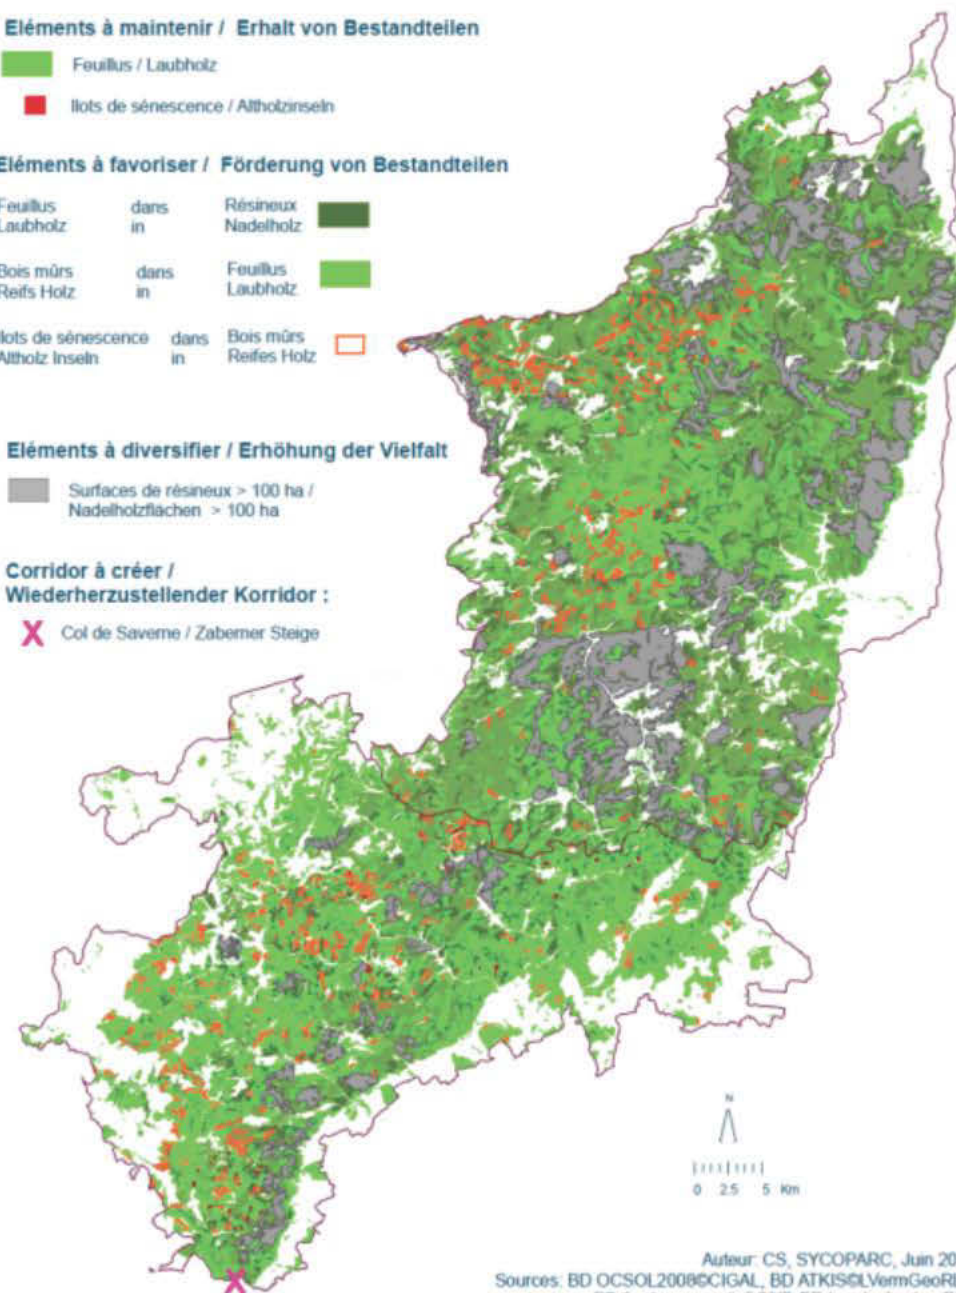 Eléments à maintenir / Erhalt von Bestandteilen
Feuillus / Laubholz
Ilots de sénescence / Altholzinseln
Eléments à favoriser / Förderung von Bestandteilen
Feuillus dans Résineux
Laubholz in Nadelholz
Bois mûrs dans Feuillus
Reifs Holz in Laubholz
Ilots de sénescence dans Bois mûrs
Altholz Inseln in Reifes Holz
Eléments à diversifier / Erhöhung der Vielfalt
Surfaces de résineux > 100 ha /
Nadelholzflächen > 100 ha
Corridor à créer /
Wiederherzustellender Korridor :
X Col de Saverne / Zaberner Steige
N
0 2.5 5 Km
Auteur: CS, SYCOPARC, Juin 20
Sources: BD OCSOL2008©CIGAL, BD ATKIS©LVermGeoR